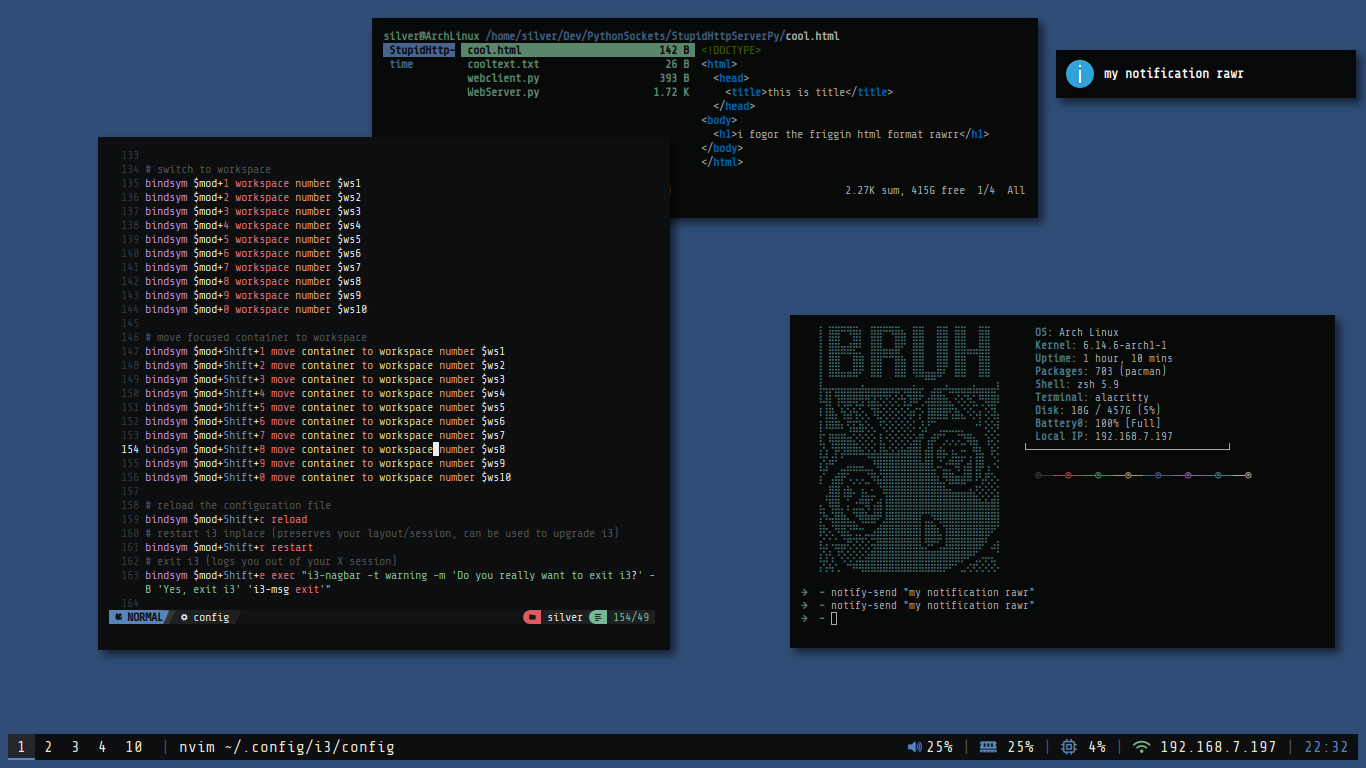 silver@ArchLinux /home/silver/Dev/PythonSockets/StupidHttpServerPy/cool.html
StupidHttp~ cool.html 142 B <!DOCTYPE>
time cooltext.txt 26 B <html>
webclient.py 393 B <head>
WebServer.py 1.72 K <title>this is title</title>
</head>
<body>
<h1>i fogor the friggin html format rawrr</h1>
</body>
</html>
2.27K sum, 415G free 1/4 All
my notification rawr
133
134 # switch to workspace
135 bindsym $mod+1 workspace number $ws1
136 bindsym $mod+2 workspace number $ws2
137 bindsym $mod+3 workspace number $ws3
138 bindsym $mod+4 workspace number $ws4
139 bindsym $mod+5 workspace number $ws5
140 bindsym $mod+6 workspace number $ws6
141 bindsym $mod+7 workspace number $ws7
142 bindsym $mod+8 workspace number $ws8
143 bindsym $mod+9 workspace number $ws9
144 bindsym $mod+0 workspace number $ws10
145
146 # move focused container to workspace
147 bindsym $mod+Shift+1 move container to workspace number $ws1
148 bindsym $mod+Shift+2 move container to workspace number $ws2
149 bindsym $mod+Shift+3 move container to workspace number $ws3
150 bindsym $mod+Shift+4 move container to workspace number $ws4
151 bindsym $mod+Shift+5 move container to workspace number $ws5
152 bindsym $mod+Shift+6 move container to workspace number $ws6
153 bindsym $mod+Shift+7 move container to workspace number $ws7
154 bindsym $mod+Shift+8 move container to workspace number $ws8
155 bindsym $mod+Shift+9 move container to workspace number $ws9
156 bindsym $mod+Shift+0 move container to workspace number $ws10
157
158 # reload the configuration file
159 bindsym $mod+Shift+c reload
160 # restart i3 inplace (preserves your layout/session, can be used to upgrade i3)
161 bindsym $mod+Shift+r restart
162 # exit i3 (logs you out of your X session)
163 bindsym $mod+Shift+e exec "i3-nagbar -t warning -m 'Do you really want to exit i3?' -
B 'Yes, exit i3' 'i3-msg exit'"
164
NORMAL config silver 154/49
BRUH
OS: Arch Linux
Kernel: 6.14.6-arch1-1
Uptime: 1 hour, 10 mins
Packages: 703 (pacman)
Shell: zsh 5.9
Terminal: alacritty
Disk: 18G / 457G (5%)
Battery0: 100% [Full]
Local IP: 192.168.7.197
➜ ~ notify-send "my notification rawr"
➜ ~ notify-send "my notification rawr"
➜ ~
1 2 3 4 10 | nvim ~/.config/i3/config 25% | 25% | 4% | 192.168.7.197 | 22:32